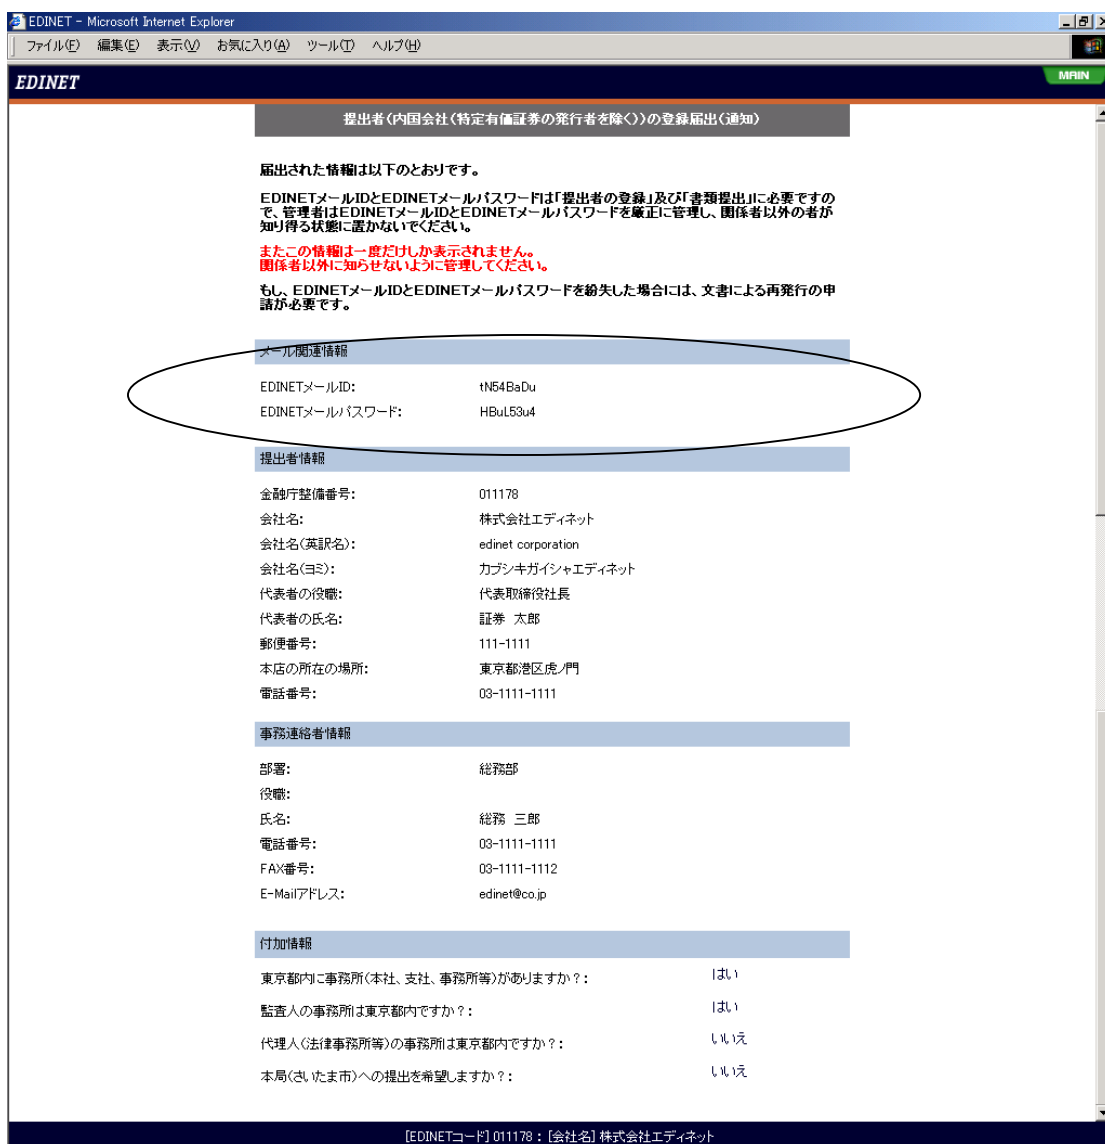 EDINET - Microsoft Internet Explorer
ファイル(F) 編集(E) 表示(V) お気に入り(A) ツール(T) ヘルプ(H)
EDINET
MAIN
提出者(内国会社(特定有価証券の発行者を除く))の登録届出(通知)
届出された情報は以下のとおりです。
EDINETメールIDとEDINETメールパスワードは「提出者の登録」及び「書類提出」に必要ですの
で、管理者はEDINETメールIDとEDINETメールパスワードを厳正に管理し、関係者以外の者が
知り得る状態に置かないでください。
またこの情報は一度だけしか表示されません。
関係者以外に知らせないように管理してください。
もし、EDINETメールIDとEDINETメールパスワードを紛失した場合には、文書による再発行の申
請が必要です。
メール関連情報
EDINETメールID: tN54BaDu
EDINETメールパスワード: HBuL53u4
提出者情報
金融庁整備番号: 011178
会社名: 株式会社エディネット
会社名(英訳名): edinet corporation
会社名(ヨミ): カブシキガイシャエディネット
代表者の役職: 代表取締役社長
代表者の氏名: 証券 太郎
郵便番号: 111-1111
本店の所在の場所: 東京都港区虎ノ門
電話番号: 03-1111-1111
事務連絡者情報
部署: 総務部
役職:
氏名: 総務 三郎
電話番号: 03-1111-1111
FAX番号: 03-1111-1112
E-Mailアドレス: edinet@co.jp
付加情報
東京都内に事務所(本社、支社、事務所等)がありますか?: はい
監査人の事務所は東京都内ですか?: はい
代理人(法律事務所等)の事務所は東京都内ですか?: いいえ
本局(さいたま市)への提出を希望しますか?: いいえ
[EDINETコード] 011178 : [会社名] 株式会社エディネット